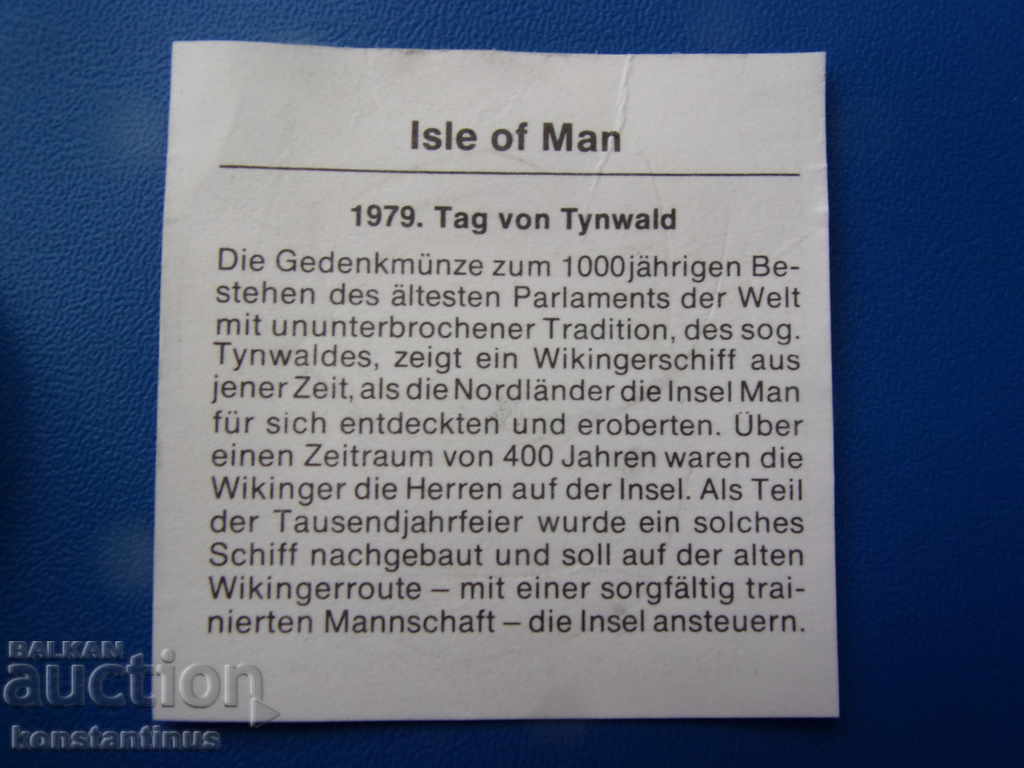 Isle of Man
1979. Tag von Tynwald
Die Gedenkmünze zum 1000jährigen Be-
stehen des ältesten Parlaments der Welt
mit ununterbrochener Tradition, des sog.
Tynwaldes, zeigt ein Wikingerschiff aus
jener Zeit, als die Nordländer die Insel Man
für sich entdeckten und eroberten. Über
einen Zeitraum von 400 Jahren waren die
Wikinger die Herren auf der Insel. Als Teil
der Tausendjahrfeier wurde ein solches
Schiff nachgebaut und soll auf der alten
Wikingerroute – mit einer sorgfältig trai-
nierten Mannschaft – die Insel ansteuern.
BALKAN
auction
konstantinus